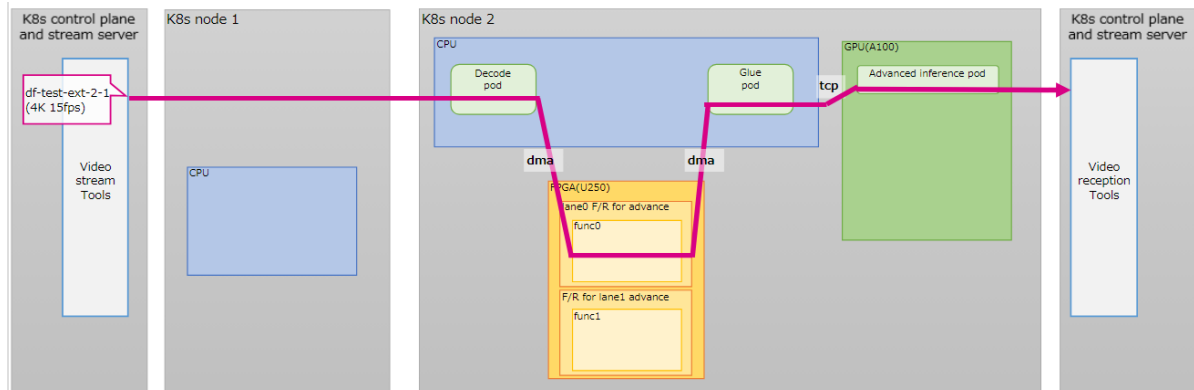 K8s control plane
and stream server
df-test-ext-2-1
(4K 15fps)
Video
stream
Tools
K8s node 1
CPU
K8s node 2
CPU
Decode
pod
Glue
pod
dma
dma
tcp
FPGA(U250)
lane0 F/R for advance
func0
F/R for lane1 advance
func1
GPU(A100)
Advanced inference pod
K8s control plane
and stream server
Video
reception
Tools